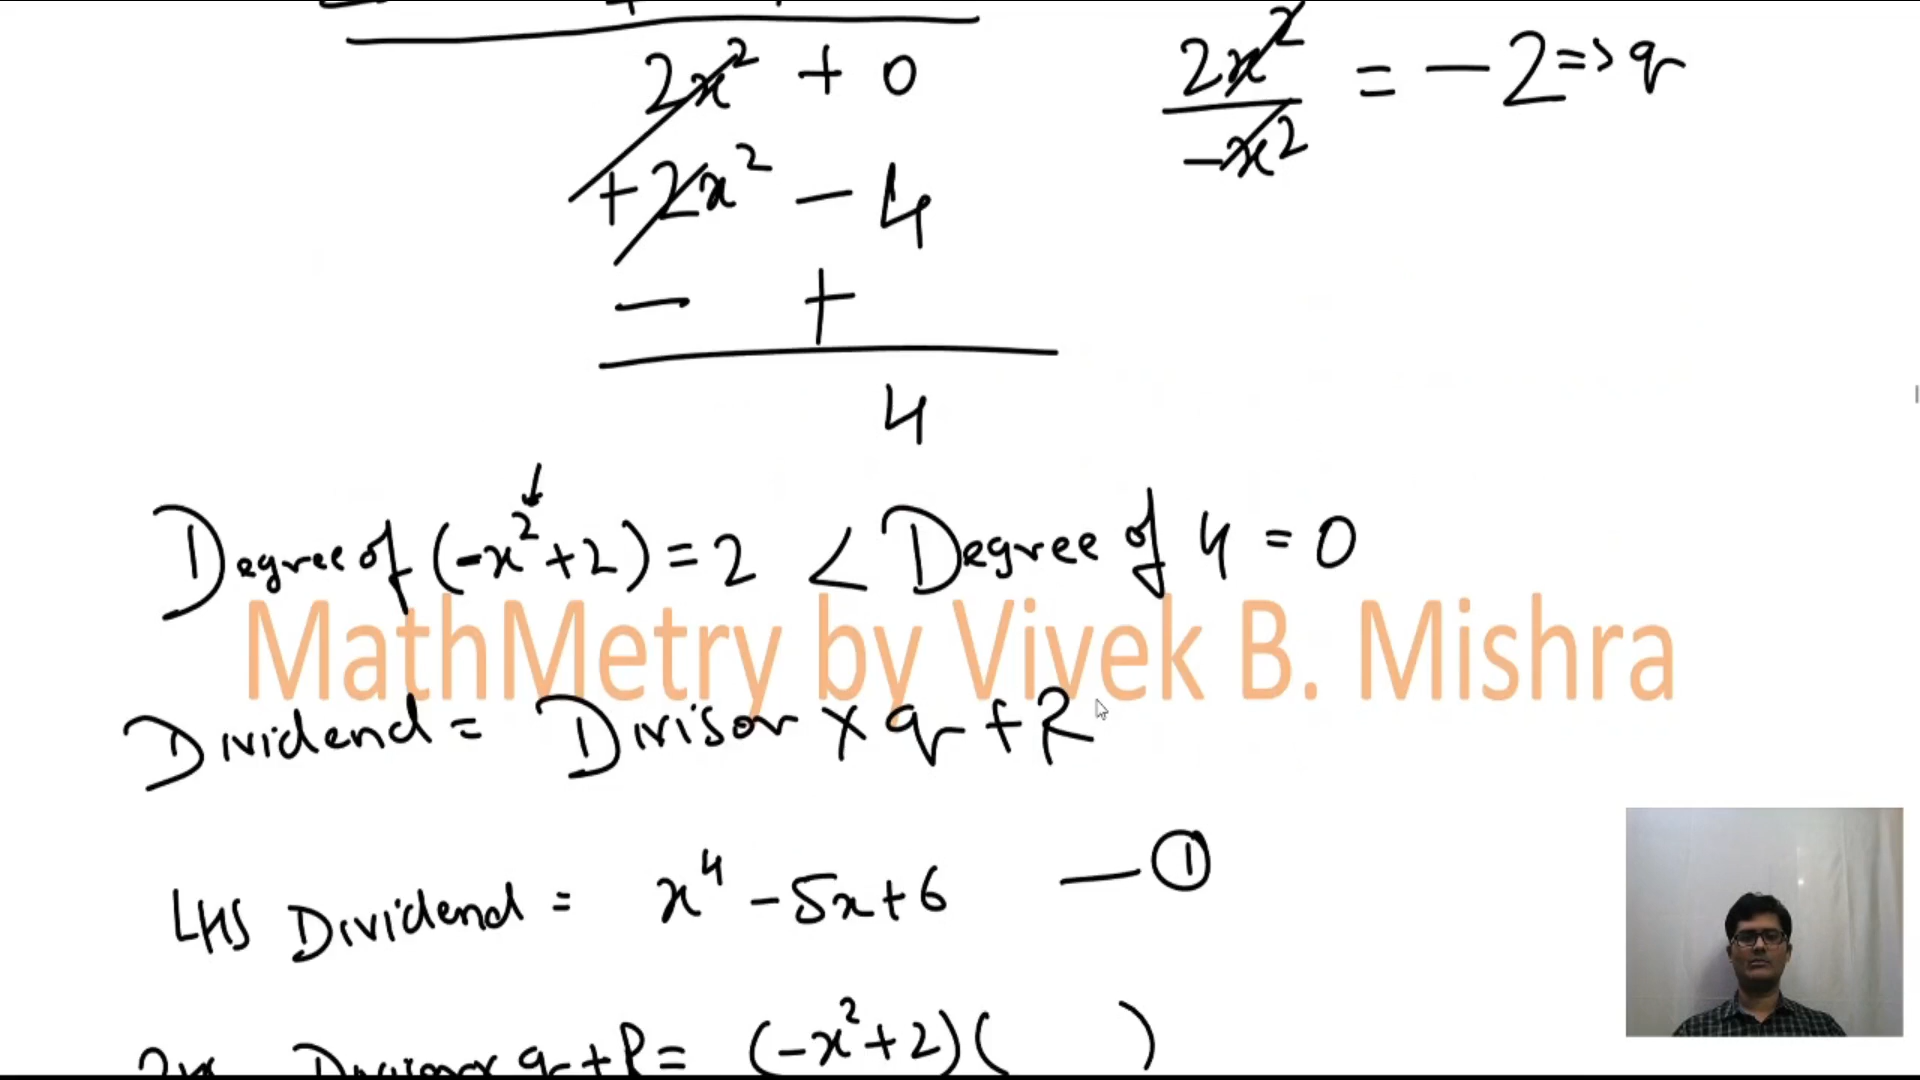 2x² + 0
2x² / -x² = - 2 => q
+2x² - 4
- +
4
Degree of (-x²+2) = 2 < Degree of 4 = 0
MathMetry by Vivek B. Mishra
Dividend = Divisor x q + R
LHS Dividend = x⁴ - 5x + 6 — ①
Divisor x q + R = (-x²+2)( )